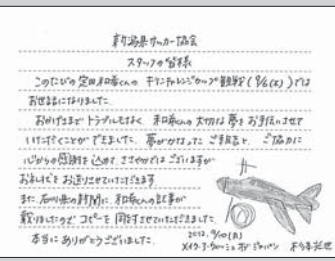 新潟県サッカー協会
スタッフの皆様
このたびの 定田和希くんの キリンチャレンジカップ観戦 (9/6(木)) では
お世話になりました。
おかげさまで トラブルもなく、和希くんの大切な夢をお手伝いさせて
いただくことができました。夢がかなった ご報告と、ご協力に
心からの感謝を込めて、ささやかではございますが
お礼状を お送りさせていただきます
また、石川県の新聞に、和希くんの記事が
載りましたので コピーを 同封させていただきました。
本当に ありがとうございました。
2012. 9/10(月)
メイク・ア・ウィッシュ オブ ジャパン